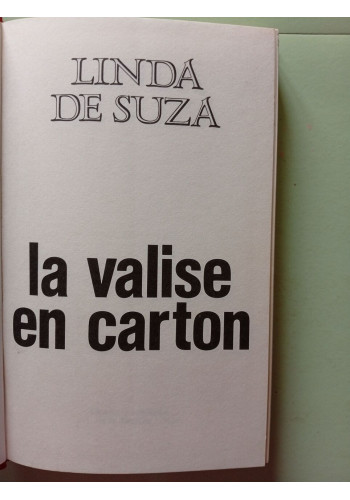 LINDA
DE SUZA
la valise
en carton